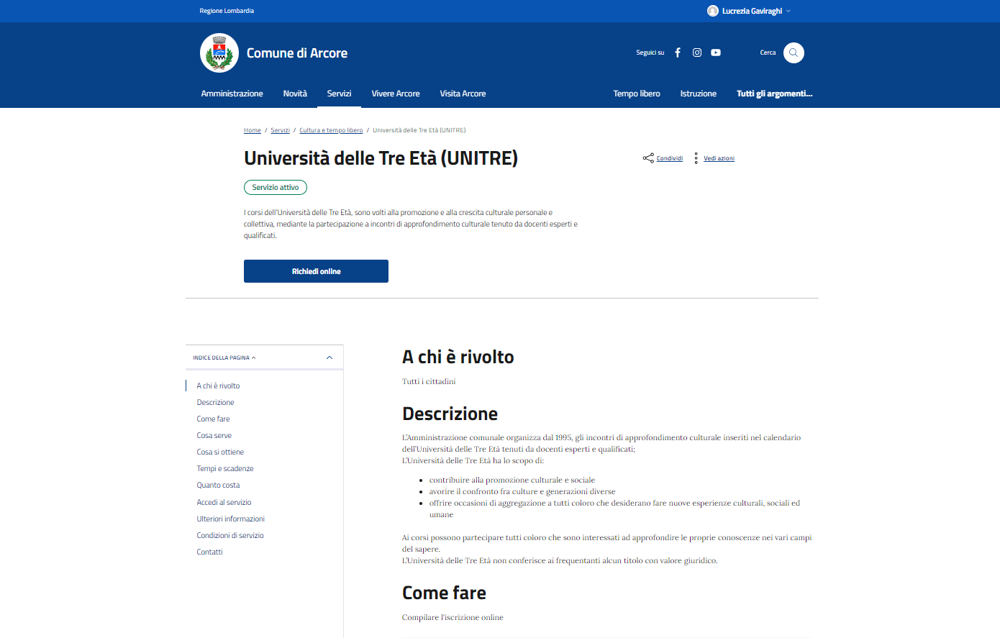 Regione Lombardia
Lucrezia Gaviraghi
Comune di Arcore
Seguici su
Cerca
Amministrazione
Novità
Servizi
Vivere Arcore
Visita Arcore
Tempo libero
Istruzione
Tutti gli argomenti...
Home / Servizi / Cultura e tempo libero / Università delle Tre Età (UNITRE)
Università delle Tre Età (UNITRE)
Condividi
Vedi azioni
Servizio attivo
I corsi dell'Università delle Tre Età, sono volti alla promozione e alla crescita culturale personale e
collettiva, mediante la partecipazione a incontri di approfondimento culturale tenuto da docenti esperti e
qualificati.
Richiedi online
INDICE DELLA PAGINA
A chi è rivolto
Descrizione
Come fare
Cosa serve
Cosa si ottiene
Tempi e scadenze
Quanto costa
Accedi al servizio
Ulteriori informazioni
Condizioni di servizio
Contatti
A chi è rivolto
Tutti i cittadini
Descrizione
L'Amministrazione comunale organizza dal 1995, gli incontri di approfondimento culturale inseriti nel calendario
dell'Università delle Tre Età tenuti da docenti esperti e qualificati;
L'Università delle Tre Età ha lo scopo di:
• contribuire alla promozione culturale e sociale
• avorire il confronto fra culture e generazioni diverse
• offrire occasioni di aggregazione a tutti coloro che desiderano fare nuove esperienze culturali, sociali ed
umane
Ai corsi possono partecipare tutti coloro che sono interessati ad approfondire le proprie conoscenze nei vari campi
del sapere.
L'Università delle Tre Età non conferisce ai frequentanti alcun titolo con valore giuridico.
Come fare
Compilare l'iscrizione online